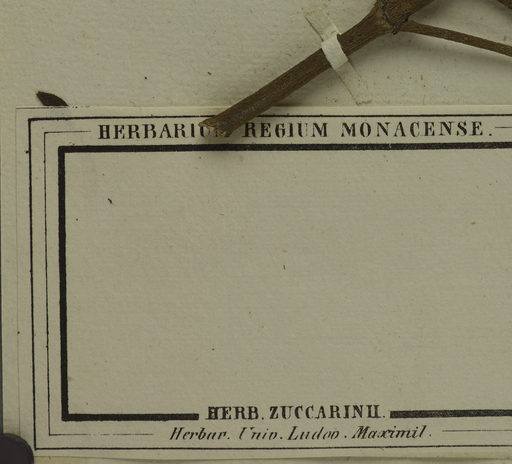 HERBARIUM REGIUM MONACENSE.
HERB. ZUCCARINII.
Herbar. Univ. Ludov. Maximil.